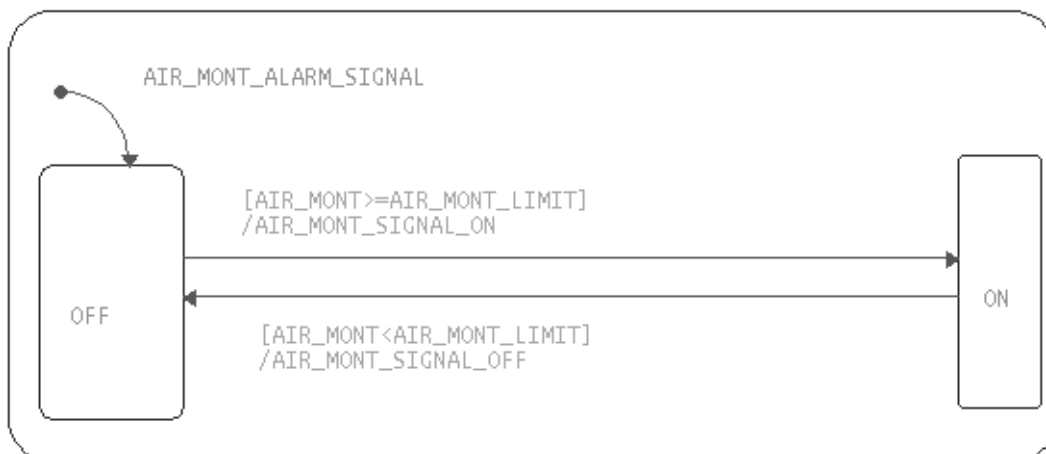 AIR_MONT_ALARM_SIGNAL
[AIR_MONT>=AIR_MONT_LIMIT]
/AIR_MONT_SIGNAL_ON
OFF
ON
[AIR_MONT<AIR_MONT_LIMIT]
/AIR_MONT_SIGNAL_OFF